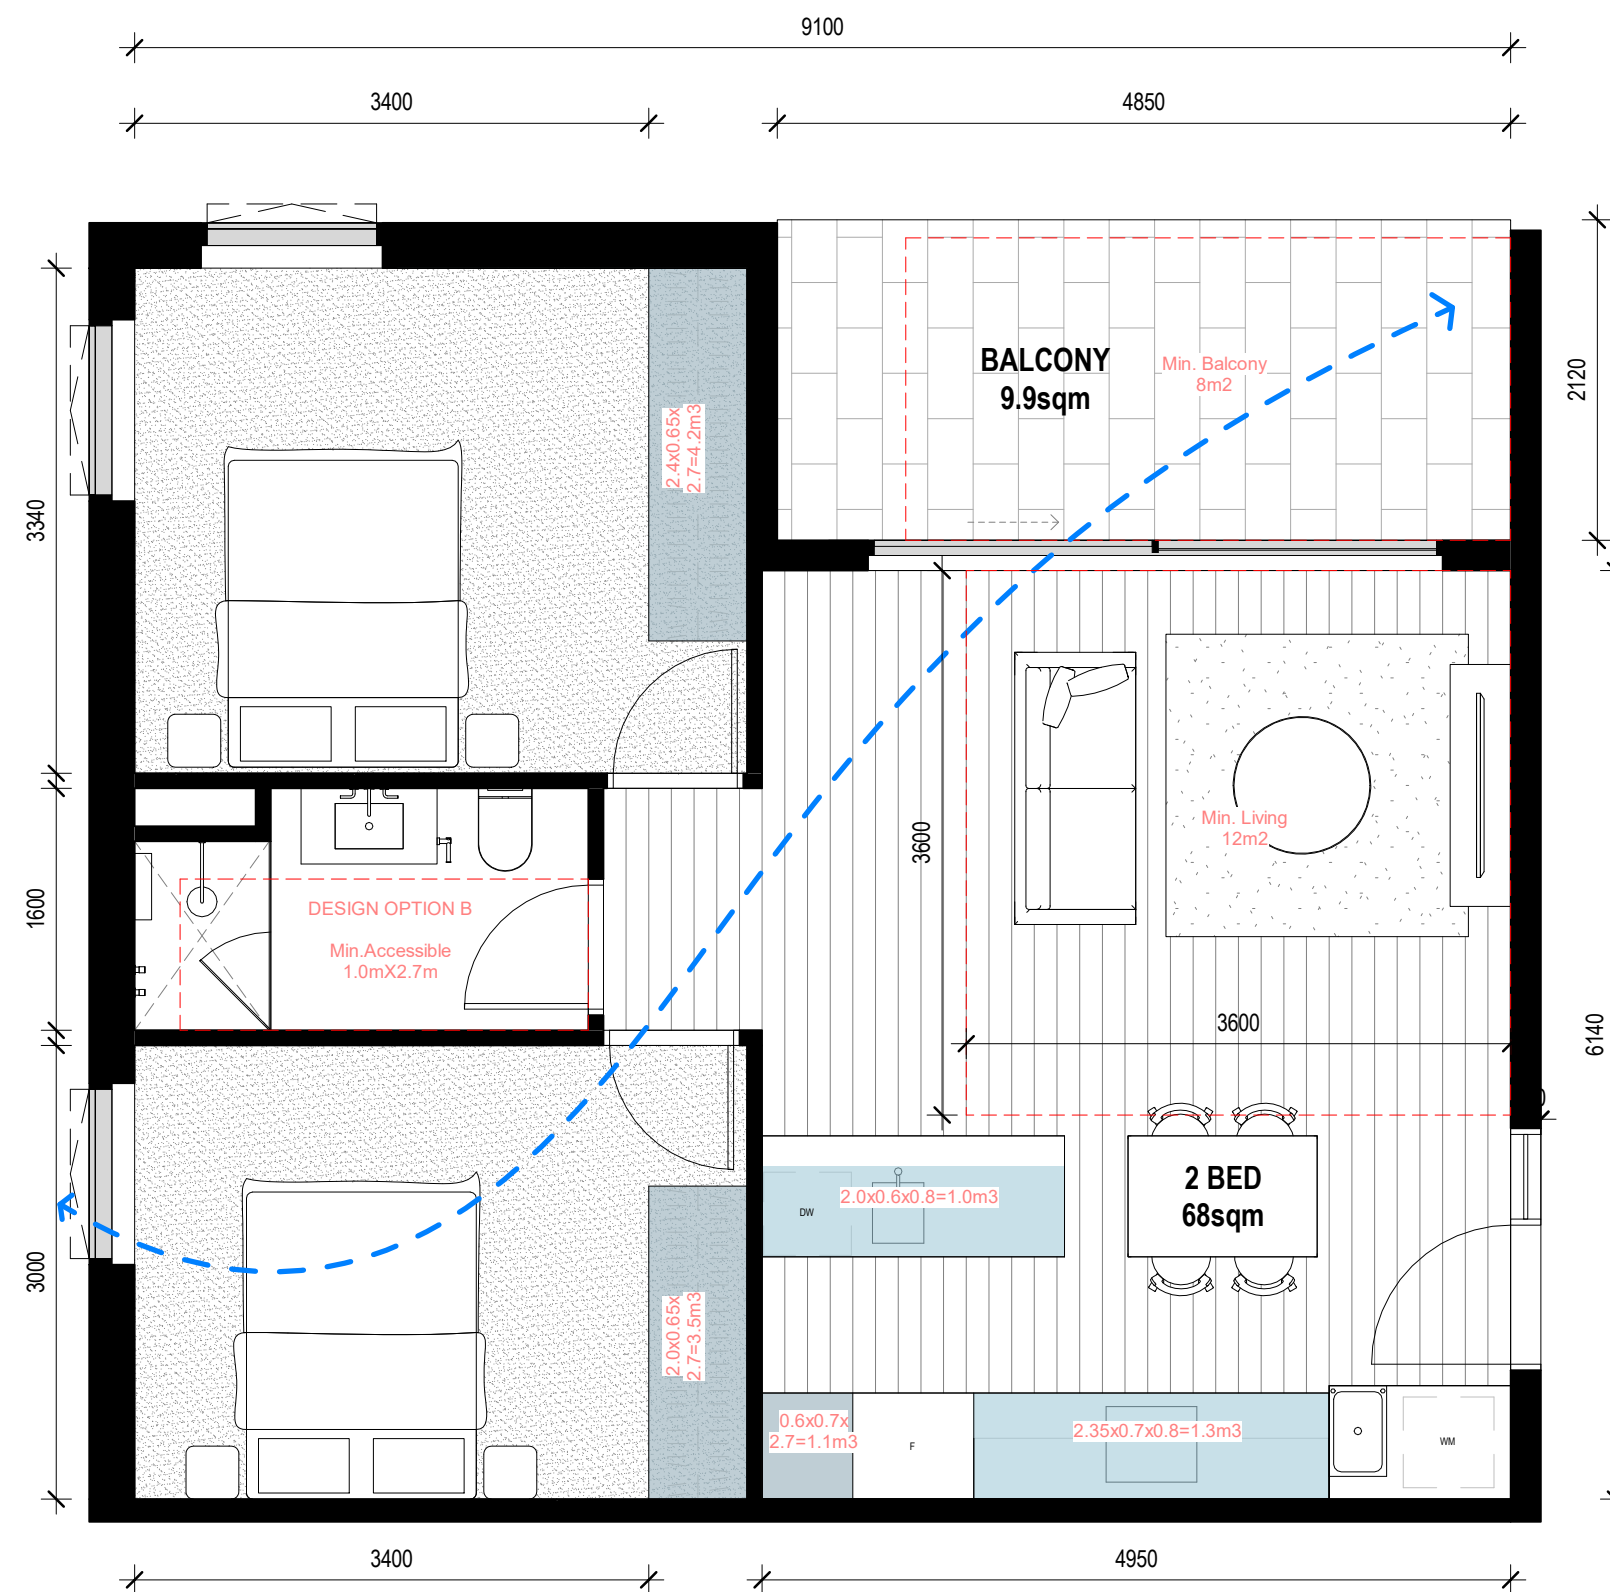 9100
3400
4850
BALCONY
9.9sqm
Min. Balcony
8m2
2120
2.4x0.65x
2.7=4.2m3
3340
3600
Min. Living
12m2
1600
DESIGN OPTION B
Min.Accessible
1.0mX2.7m
3600
6140
2 BED
68sqm
2.0x0.6x0.8=1.0m3
DW
3000
2.0x0.65x
2.7=3.5m3
0.6x0.7x
2.7=1.1m3
F
2.35x0.7x0.8=1.3m3
WM
3400
4950